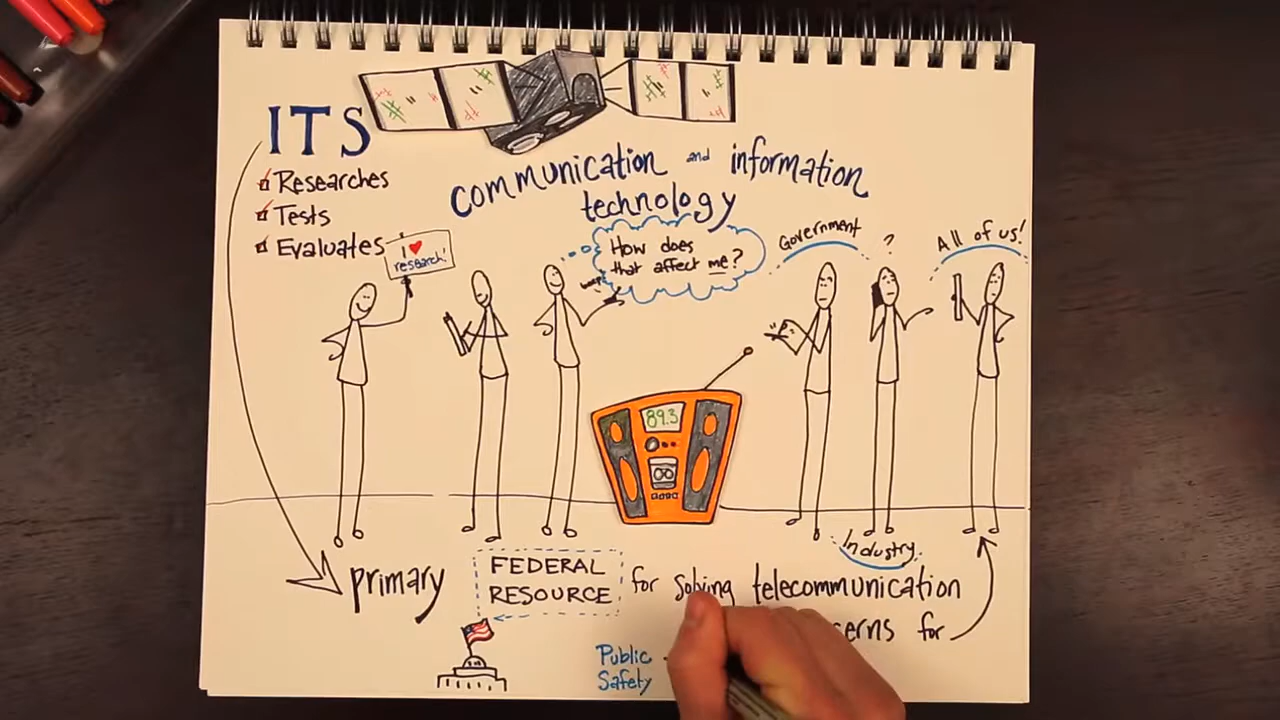 ITS
Researches
Tests
Evaluates
I ♥
research!
communication and information
technology
How does
that affect me?
Government
?
All of us!
89.3
Industry
primary
FEDERAL
RESOURCE
for solving telecommunication
for
Public
Safety